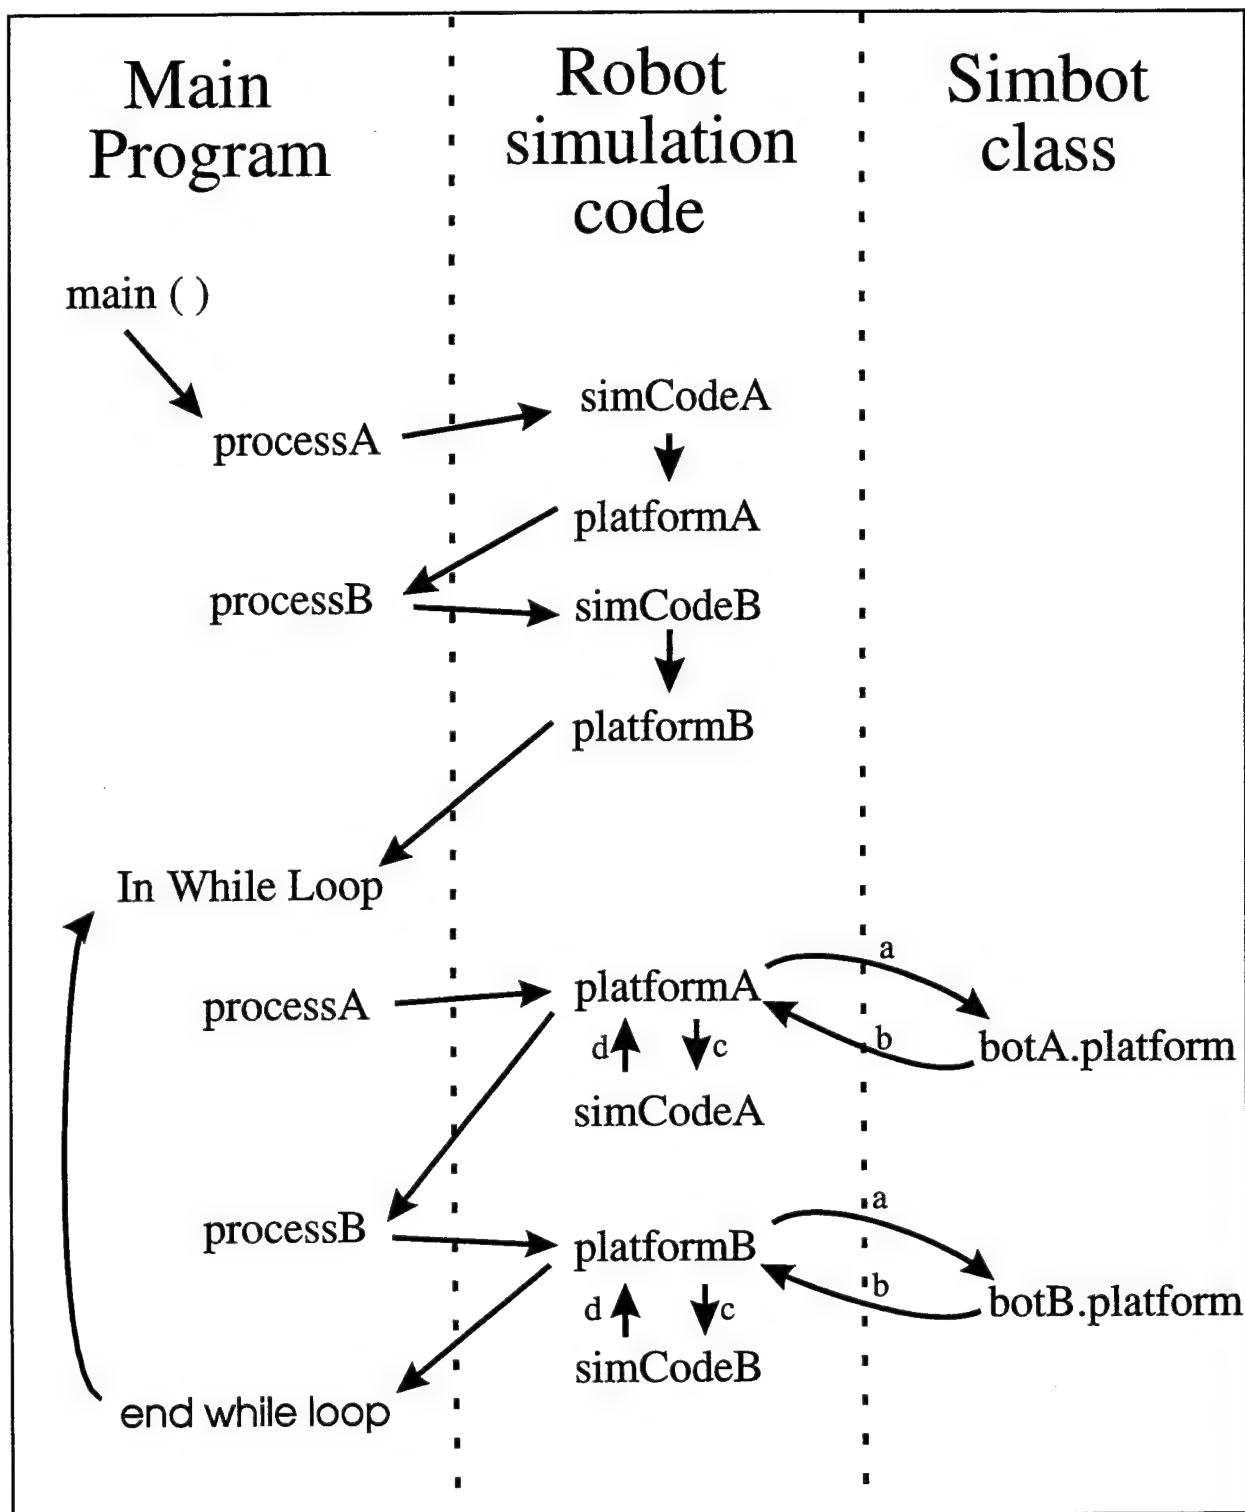 Main
Program
Robot
simulation
code
Simbot
class
main ( )
simCodeA
processA
platformA
processB
simCodeB
platformB
In While Loop
a
processA
platformA
b
botA.platform
d
c
simCodeA
a
processB
platformB
b
botB.platform
d
c
simCodeB
end while loop